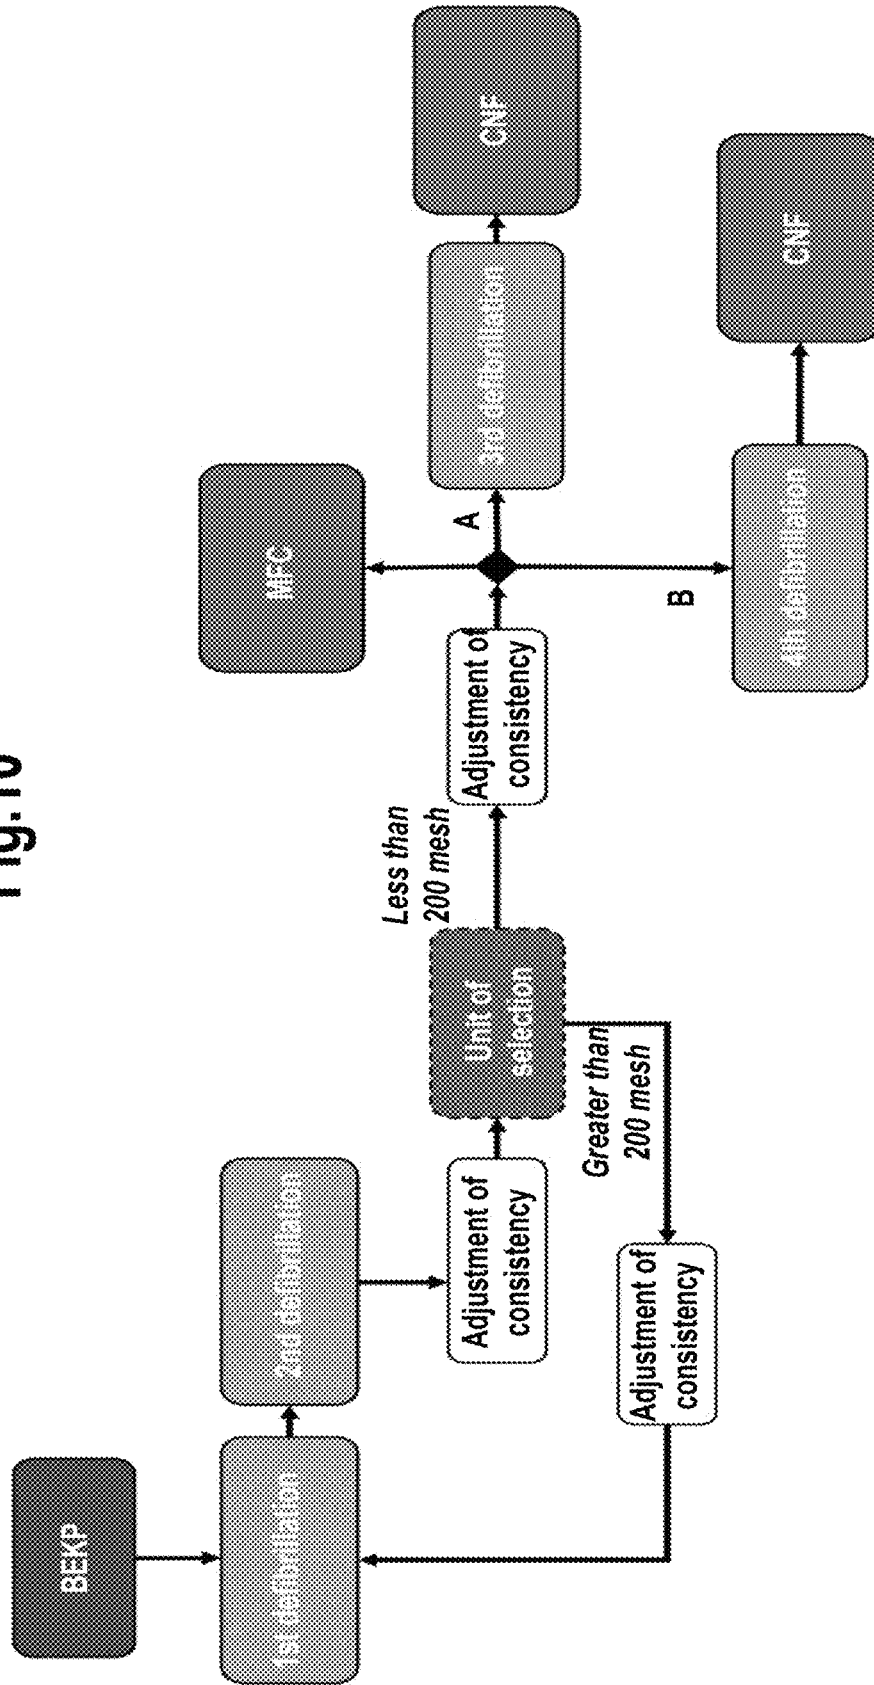 Fig.10
BEKP
1st defibrillation
2nd defibrillation
MFC
Adjustment of
consistency
Unit of
selection
Less than
200 mesh
Adjustment of
consistency
A
3rd defibrillation
CNF
Greater than
200 mesh
Adjustment of
consistency
B
4th defibrillation
CNF